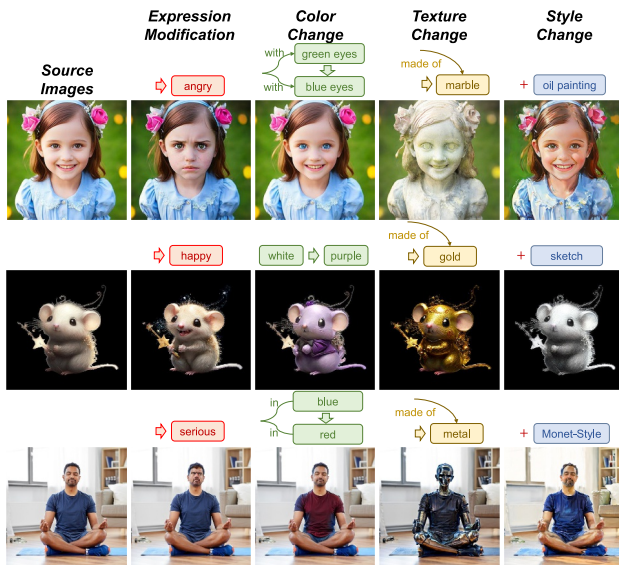 Source
Images
Expression
Modification
Color
Change
Texture
Change
Style
Change
angry
with green eyes
with blue eyes
made of
marble
+ oil painting
happy
white purple
made of
gold
+ sketch
serious
in blue
in red
made of
metal
+ Monet-Style